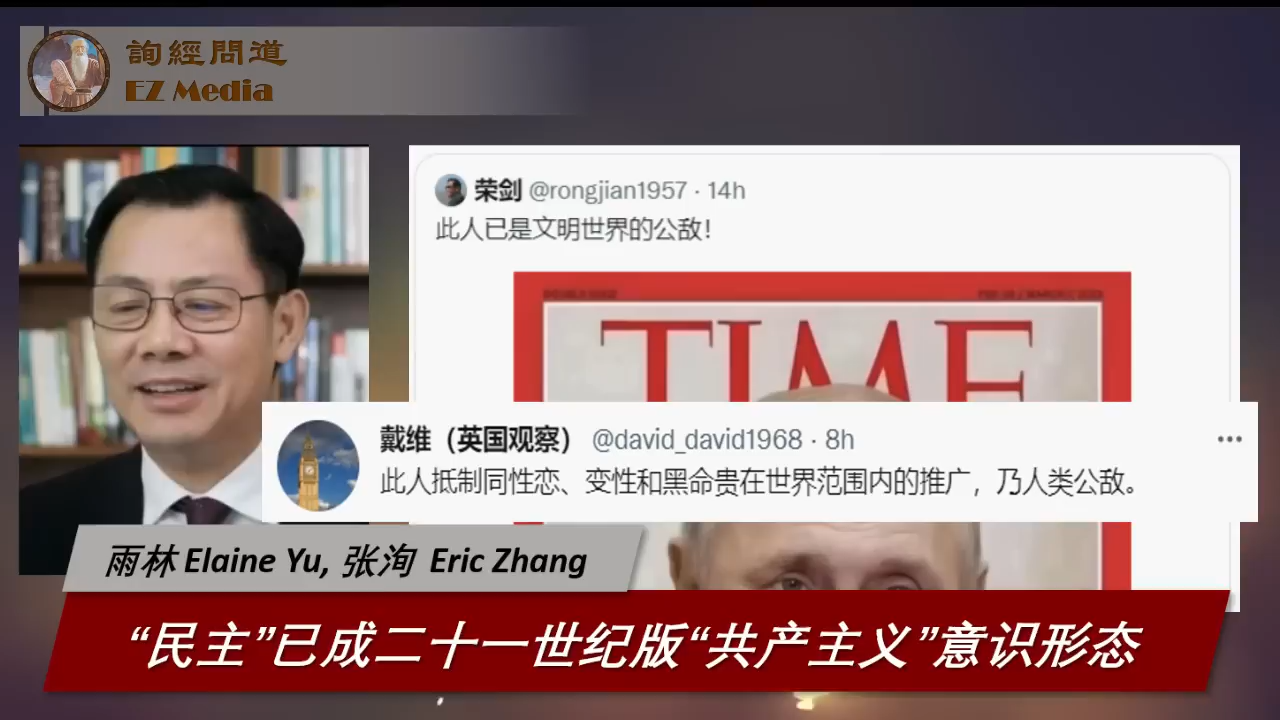 詢經問道
EZ Media
荣剑 @rongjian1957 · 14h
此人已是文明世界的公敌！
TIME
戴维（英国观察） @david_david1968 · 8h
此人抵制同性恋、变性和黑命贵在世界范围内的推广，乃人类公敌。
雨林 Elaine Yu, 张洵 Eric Zhang
“民主”已成二十一世纪版“共产主义”意识形态